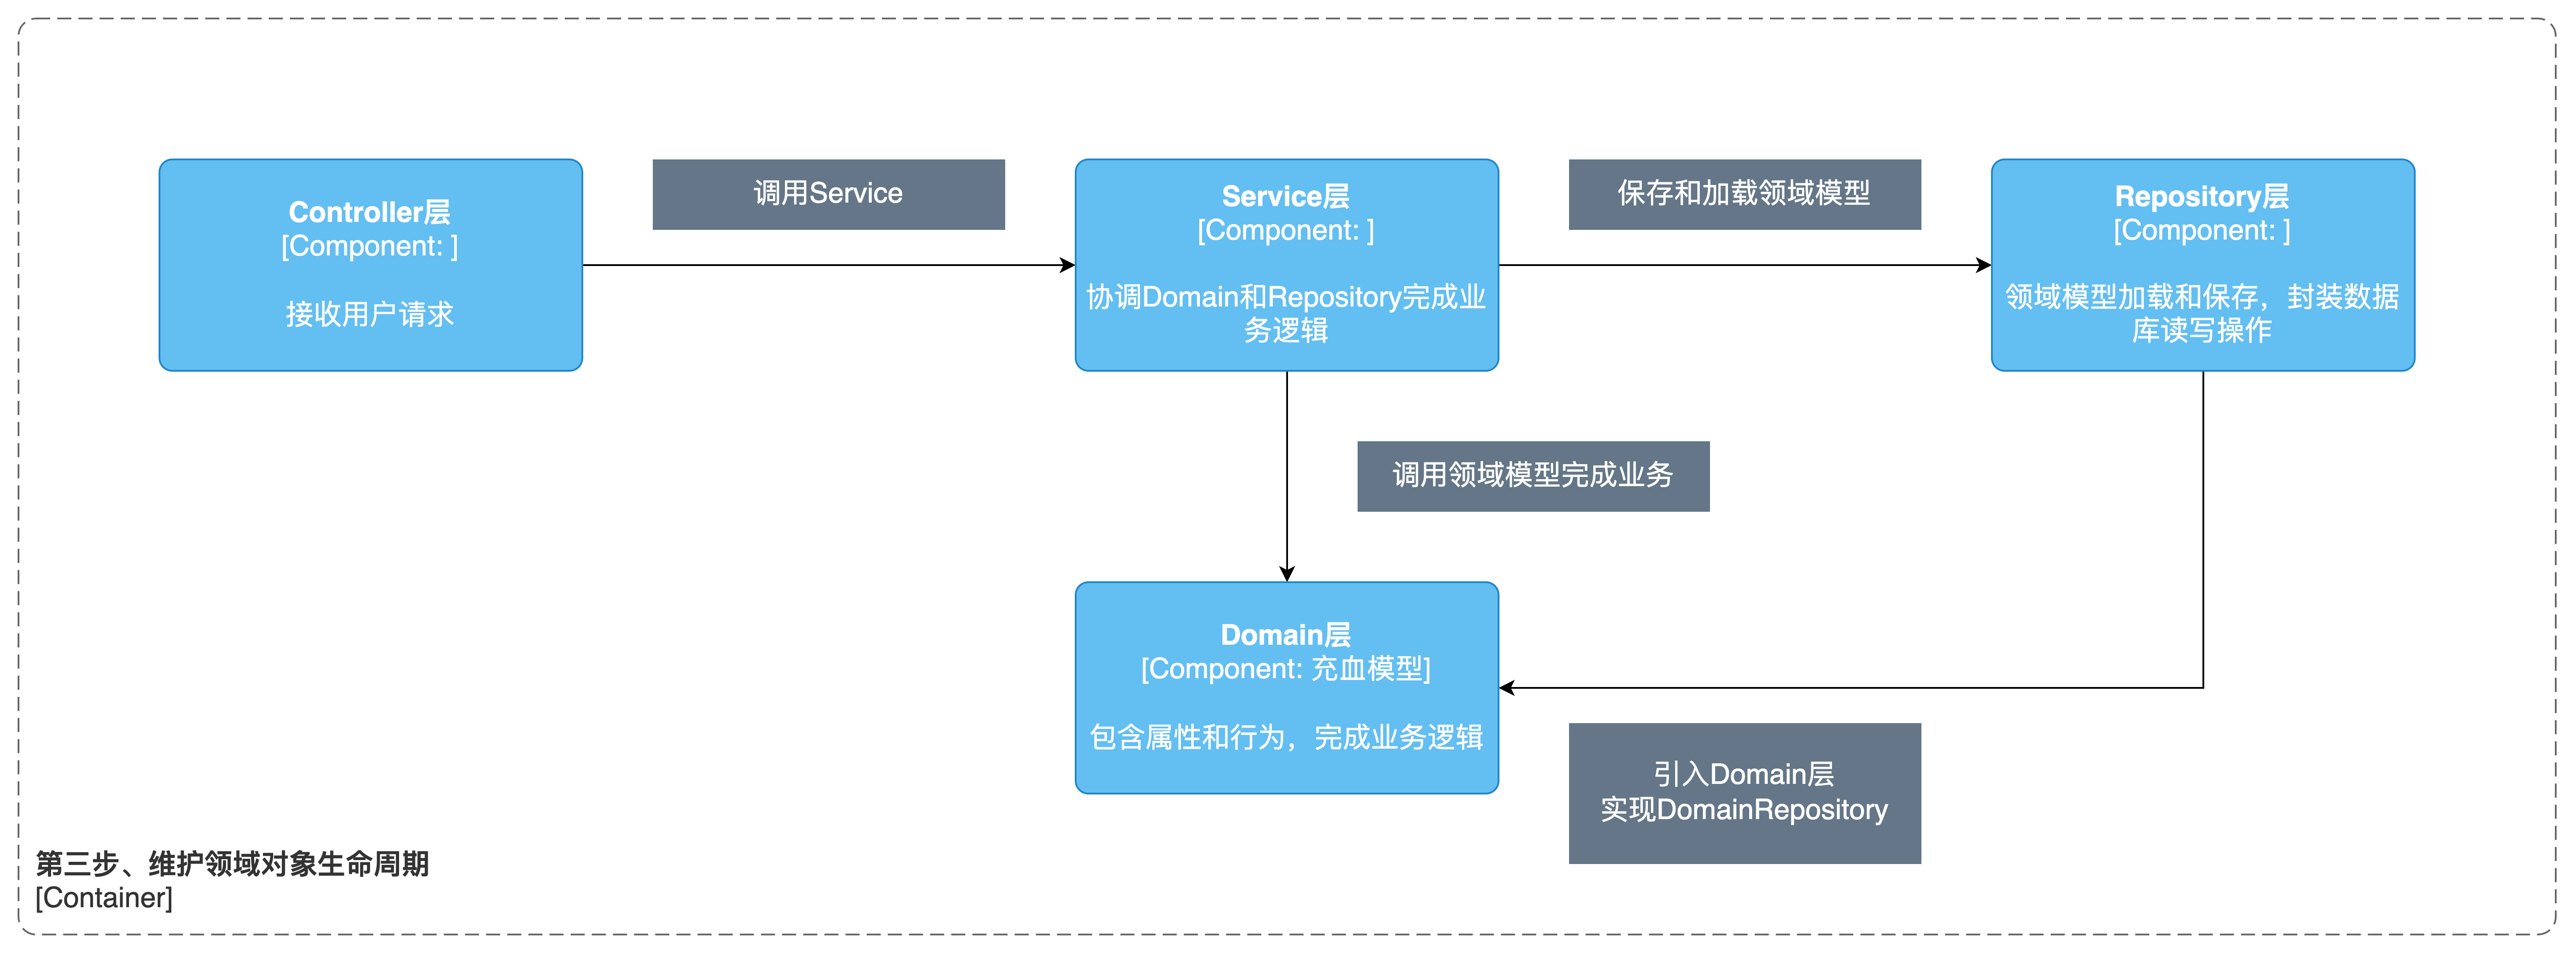 Controller层
[Component: ]
接收用户请求
调用Service
Service层
[Component: ]
协调Domain和Repository完成业
务逻辑
保存和加载领域模型
Repository层
[Component: ]
领域模型加载和保存，封装数据
库读写操作
调用领域模型完成业务
Domain层
[Component: 充血模型]
包含属性和行为，完成业务逻辑
引入Domain层
实现DomainRepository
第三步、维护领域对象生命周期
[Container]